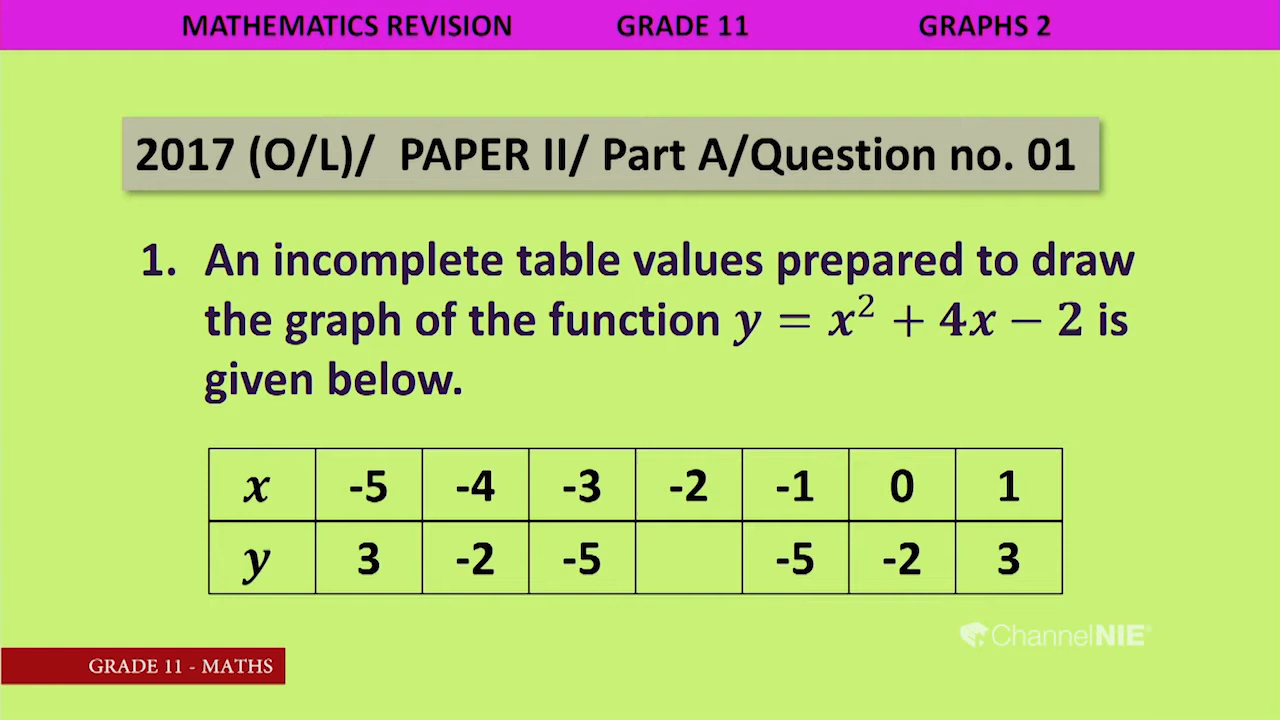 MATHEMATICS REVISION GRADE 11 GRAPHS 2
2017 (O/L)/ PAPER II/ Part A/Question no. 01
1. An incomplete table values prepared to draw
the graph of the function y = x² + 4x − 2 is
given below.
x -5 -4 -3 -2 -1 0 1
y 3 -2 -5 -5 -2 3
ChannelNIE
GRADE 11 - MATHS